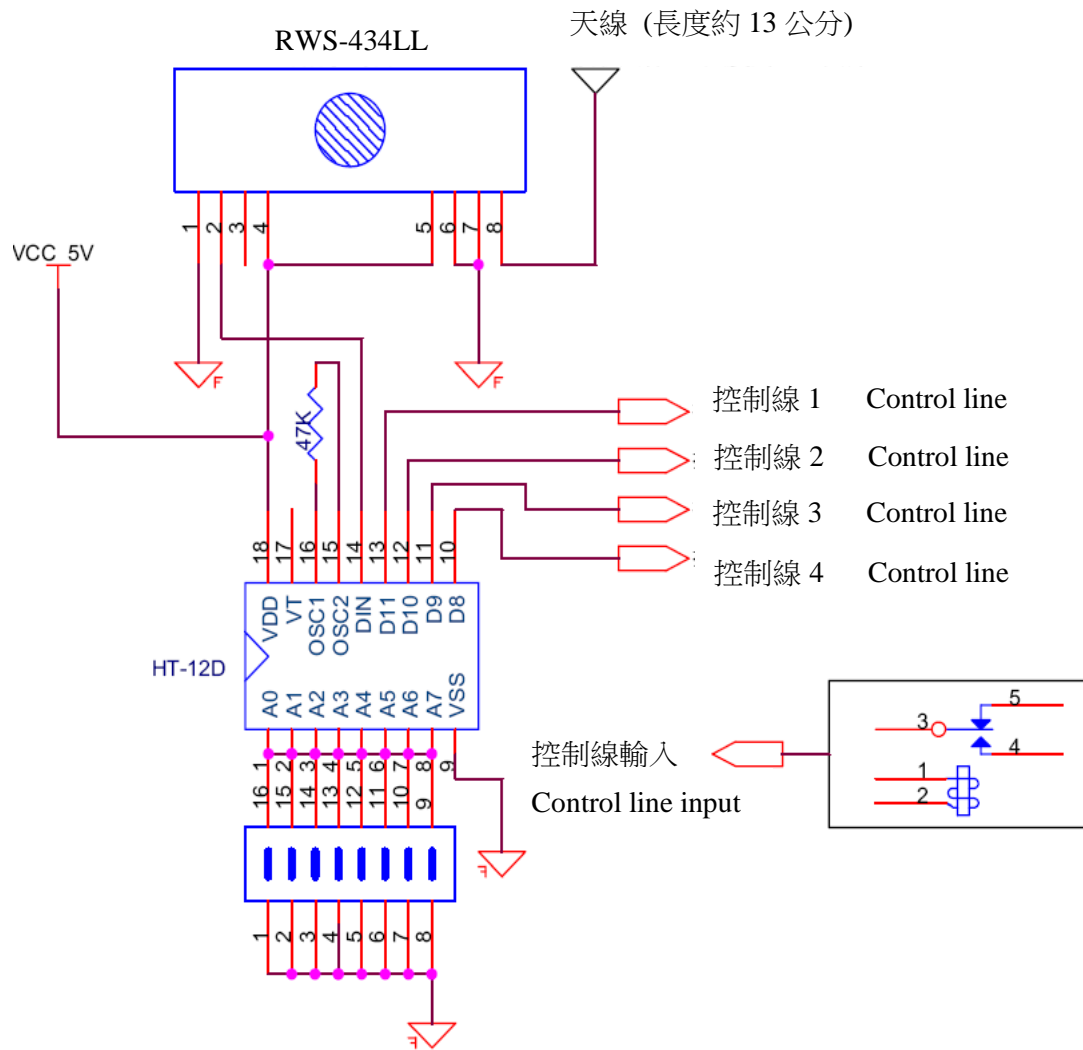 天線 (長度約 13 公分)
RWS-434LL
1 2 3 4 5 6 7 8
VCC 5V
F F
47K
控制線 1 Control line
控制線 2 Control line
控制線 3 Control line
控制線 4 Control line
18 17 16 15 14 13 12 11 10
VDD VT OSC1 OSC2 DIN D11 D10 D9 D8
HT-12D
A0 A1 A2 A3 A4 A5 A6 A7 VSS
1 2 3 4 5 6 7 8 9
16 15 14 13 12 11 10 9
控制線輸入
Control line input
5
3
4
1
2
F
1 2 3 4 5 6 7 8
F